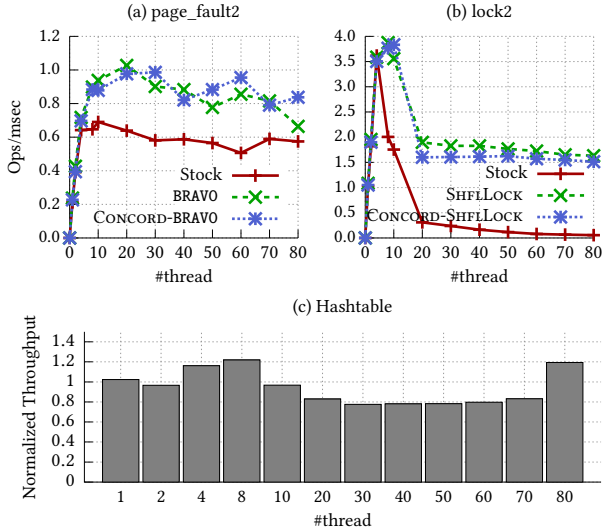 (a) page_fault2
Ops/msec
1.2
1.0
0.8
0.6
0.4
0.2
0.0
Stock
BRAVO
CONCORD-BRAVO
0 10 20 30 40 50 60 70 80
#thread
(b) lock2
4.0
3.5
3.0
2.5
2.0
1.5
1.0
0.5
0.0
Stock
SHFLLOCK
CONCORD-SHFLLOCK
0 10 20 30 40 50 60 70 80
#thread
(c) Hashtable
Normalized Throughput
1.4
1.2
1
0.8
0.6
0.4
0.2
0
1 2 4 8 10 20 30 40 50 60 70 80
#thread